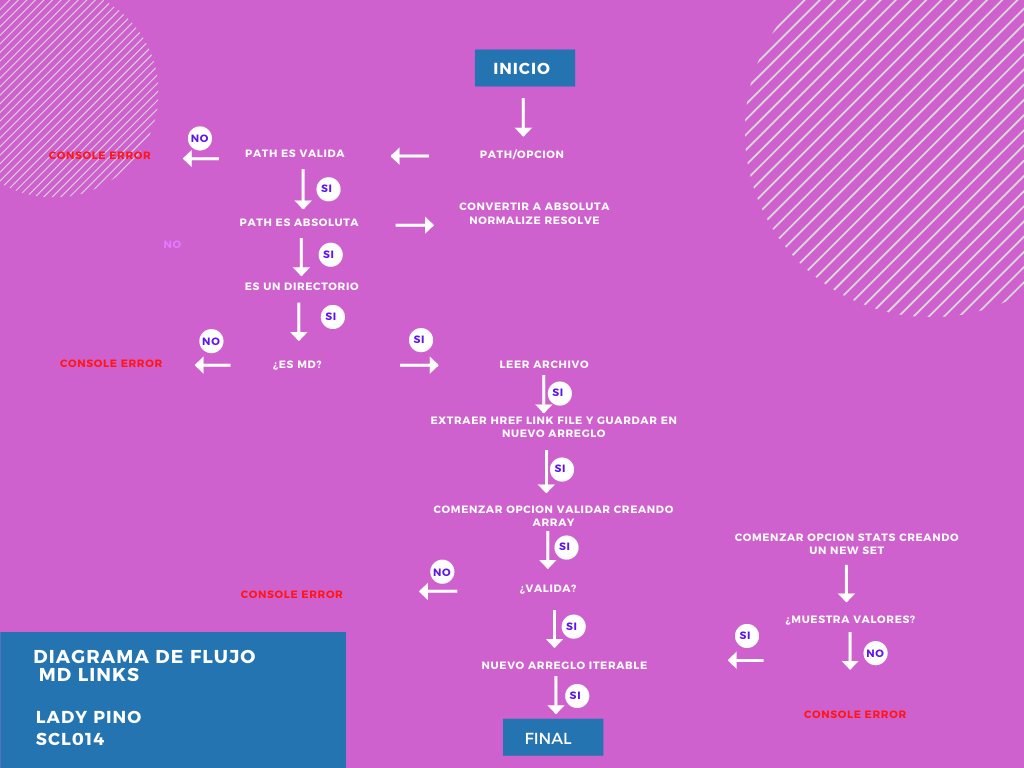 INICIO
NO
CONSOLE ERROR
PATH ES VALIDA
PATH/OPCION
SI
CONVERTIR A ABSOLUTA
NORMALIZE RESOLVE
PATH ES ABSOLUTA
NO
SI
ES UN DIRECTORIO
SI
NO
SI
CONSOLE ERROR
¿ES MD?
LEER ARCHIVO
SI
EXTRAER HREF LINK FILE Y GUARDAR EN
NUEVO ARREGLO
SI
COMENZAR OPCION VALIDAR CREANDO
ARRAY
SI
COMENZAR OPCION STATS CREANDO
UN NEW SET
NO
CONSOLE ERROR
¿VALIDA?
¿MUESTRA VALORES?
SI
SI
NO
NUEVO ARREGLO ITERABLE
SI
CONSOLE ERROR
FINAL
DIAGRAMA DE FLUJO
MD LINKS
LADY PINO
SCL014